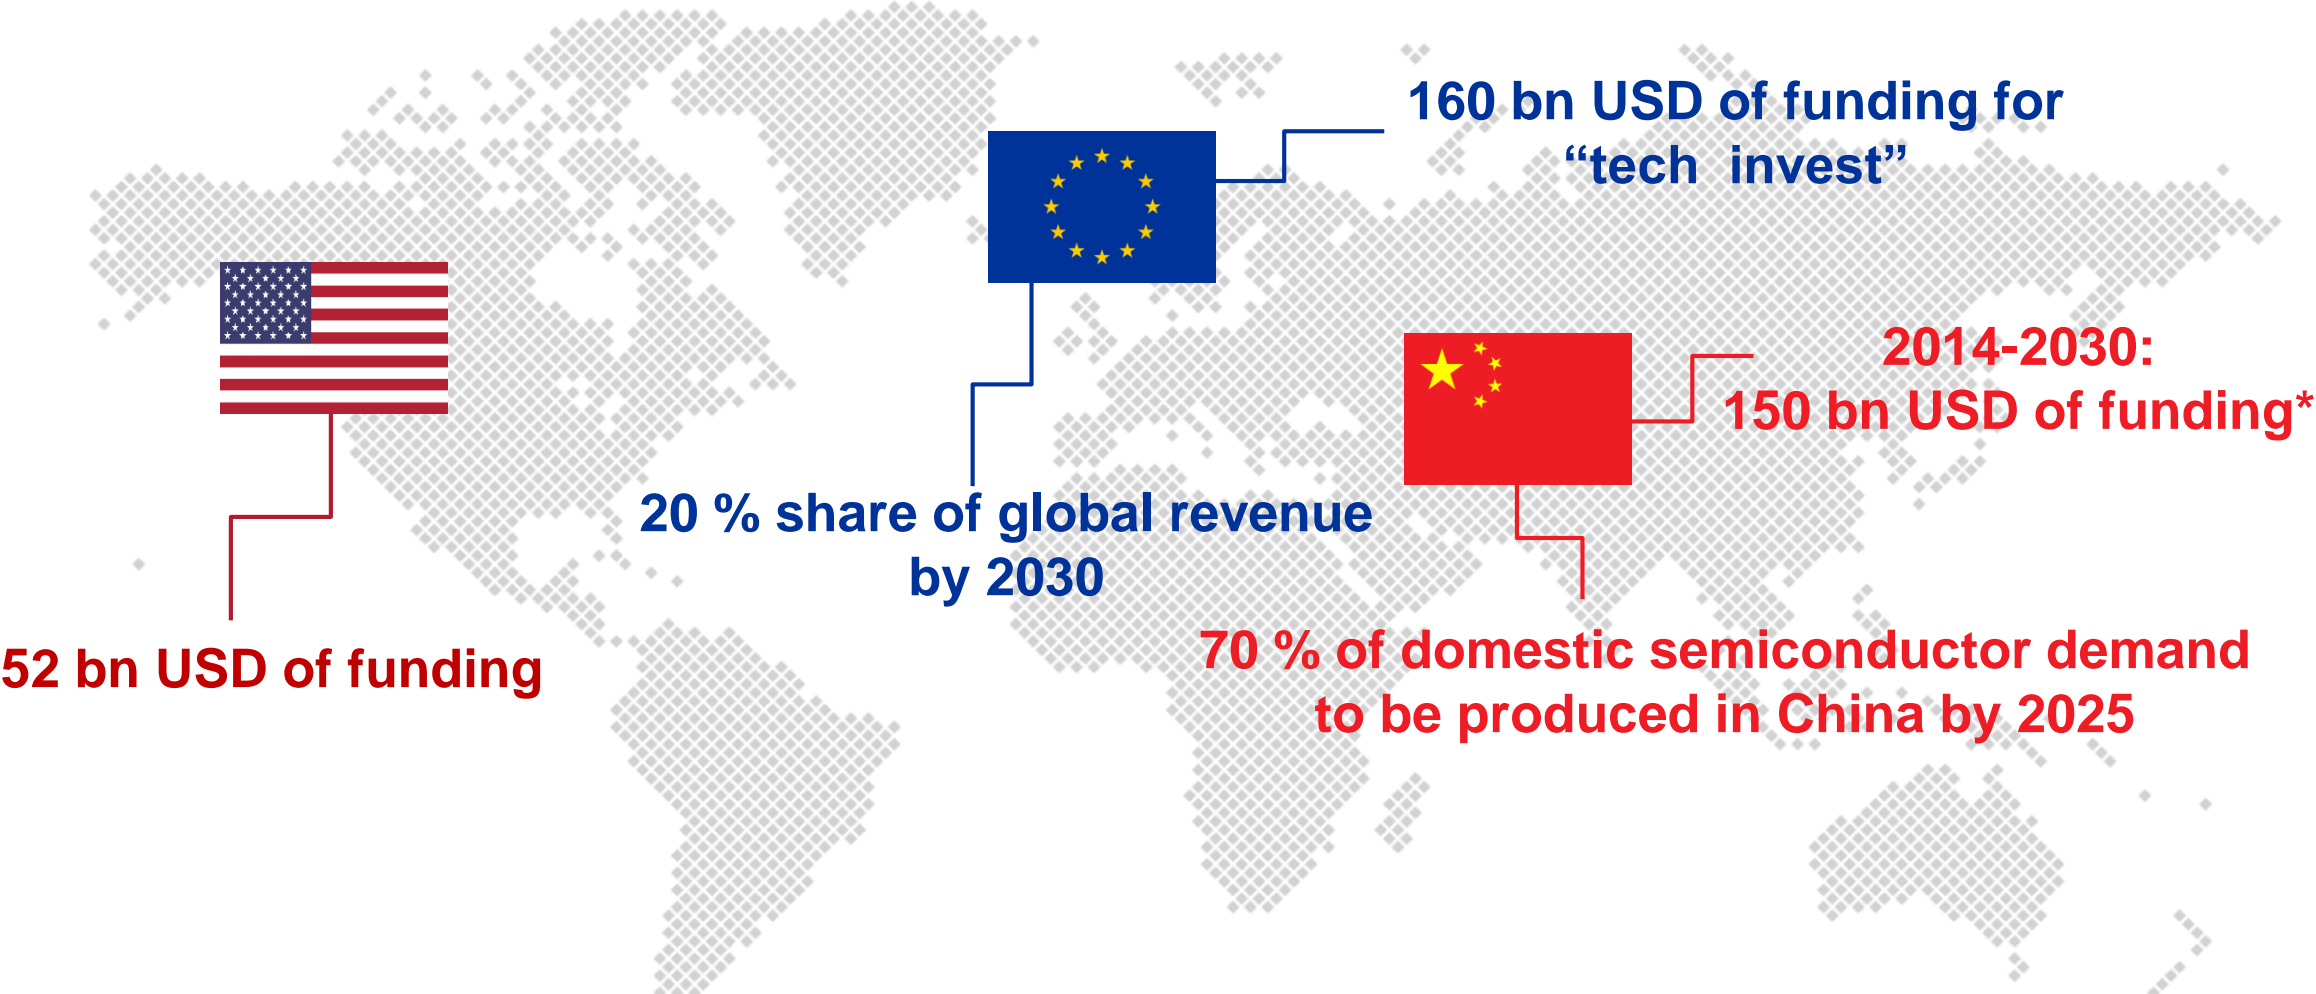 160 bn USD of funding for
“tech invest”
20 % share of global revenue
by 2030
2014-2030:
150 bn USD of funding*
52 bn USD of funding
70 % of domestic semiconductor demand
to be produced in China by 2025